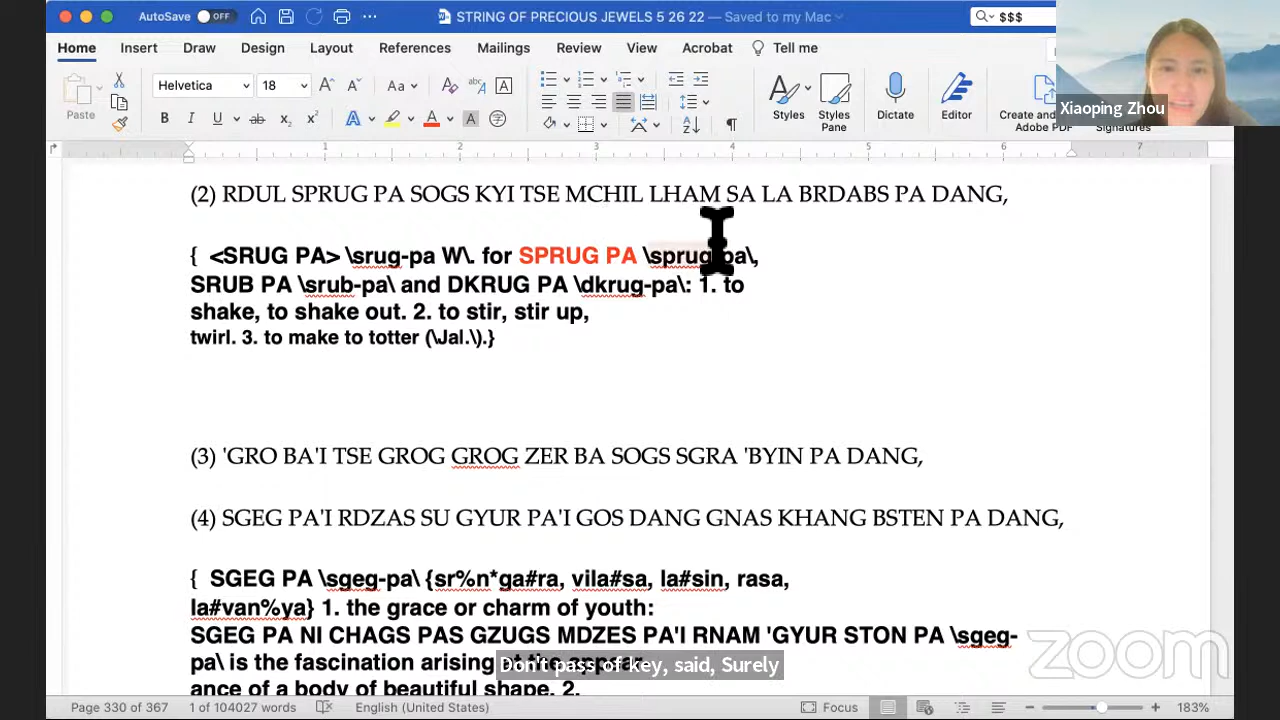 AutoSave OFF
STRING OF PRECIOUS JEWELS 5 26 22 — Saved to my Mac
$$$
Home Insert Draw Design Layout References Mailings Review View Acrobat Tell me
Paste
Helvetica 18
Styles
Styles Pane
Dictate
Editor
Create and
Adobe PDF
Signatures
Xiaoping Zhou
1 2 3 4 7
(2) RDUL SPRUG PA SOGS KYI TSE MCHIL LHAM SA LA BRDABS PA DANG,
{ <SRUG PA> \srug-pa W\. for SPRUG PA \sprug-pa\,
SRUB PA \srub-pa\ and DKRUG PA \dkrug-pa\: 1. to
shake, to shake out. 2. to stir, stir up,
twirl. 3. to make to totter (\Jal.\).}
(3) 'GRO BA'I TSE GROG GROG ZER BA SOGS SGRA 'BYIN PA DANG,
(4) SGEG PA'I RDZAS SU GYUR PA'I GOS DANG GNAS KHANG BSTEN PA DANG,
{ SGEG PA \sgeg-pa\ {sr%n*ga#ra, vila#sa, la#sin, rasa,
la#van%ya} 1. the grace or charm of youth:
SGEG PA NI CHAGS PAS GZUGS MDZES PA'I RNAM 'GYUR STON PA \sgeg-
pa\ is the fascination arising at the appear
ance of a body of beautiful shape. 2.
Don't pass of key, said, Surely
zoom
Page 330 of 367 1 of 104027 words English (United States) Focus 183%